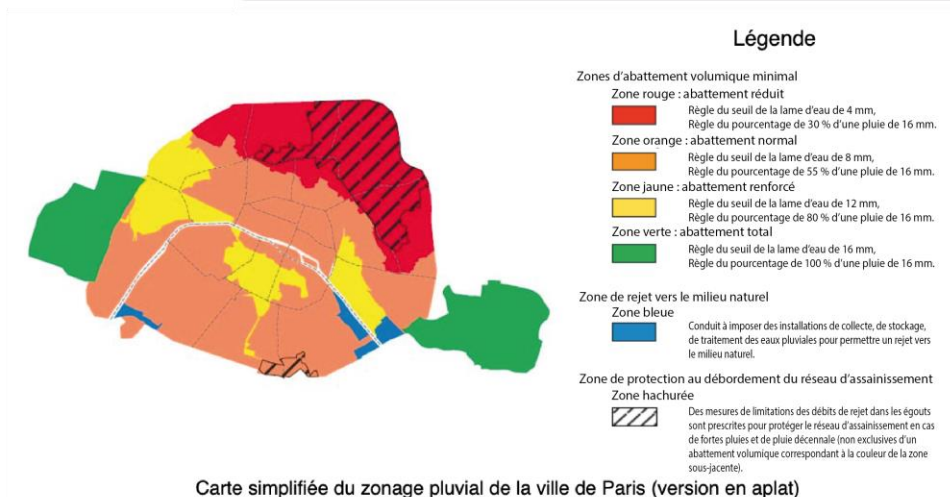 Légende
Zones d'abattement volumique minimal
Zone rouge : abattement réduit
Règle du seuil de la lame d'eau de 4 mm,
Règle du pourcentage de 30 % d'une pluie de 16 mm.
Zone orange : abattement normal
Règle du seuil de la lame d'eau de 8 mm,
Règle du pourcentage de 55 % d'une pluie de 16 mm.
Zone jaune : abattement renforcé
Règle du seuil de la lame d'eau de 12 mm,
Règle du pourcentage de 80 % d'une pluie de 16 mm.
Zone verte : abattement total
Règle du seuil de la lame d'eau de 16 mm,
Règle du pourcentage de 100 % d'une pluie de 16 mm.
Zone de rejet vers le milieu naturel
Zone bleue
Conduit à imposer des installations de collecte, de stockage,
de traitement des eaux pluviales pour permettre un rejet vers
le milieu naturel.
Zone de protection au débordement du réseau d'assainissement
Zone hachurée
Des mesures de limitations des débits de rejet dans les égouts
sont prescrites pour protéger le réseau d'assainissement en cas
de fortes pluies et de pluie décennale (non exclusives d'un
abattement volumique correspondant à la couleur de la zone
sous-jacente).
Carte simplifiée du zonage pluvial de la ville de Paris (version en aplat)